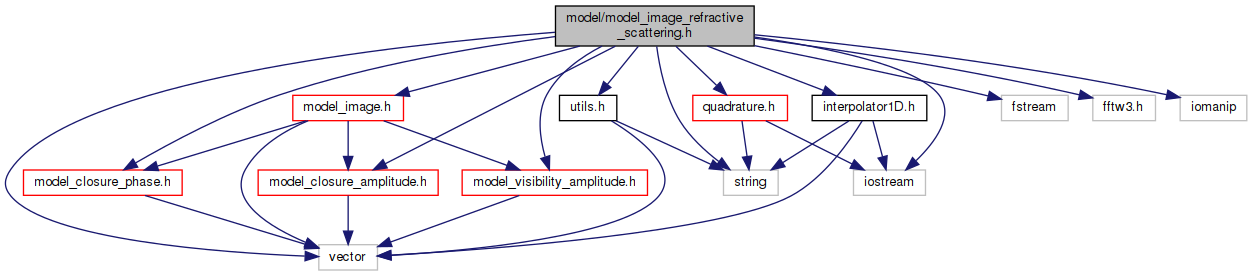 model/model_image_refractive
_scattering.h
model_image.h
utils.h
quadrature.h
interpolator1D.h
fstream
fftw3.h
iomanip
model_closure_phase.h
model_closure_amplitude.h
model_visibility_amplitude.h
string
iostream
vector